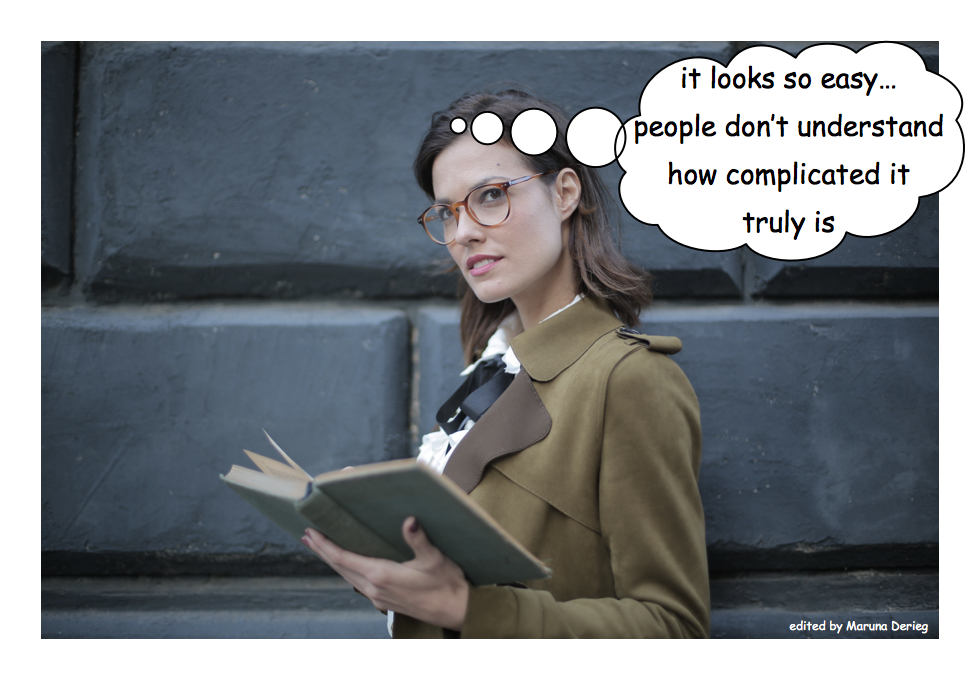 it looks so easy...
people don't understand
how complicated it
truly is
edited by Maruna Derieg